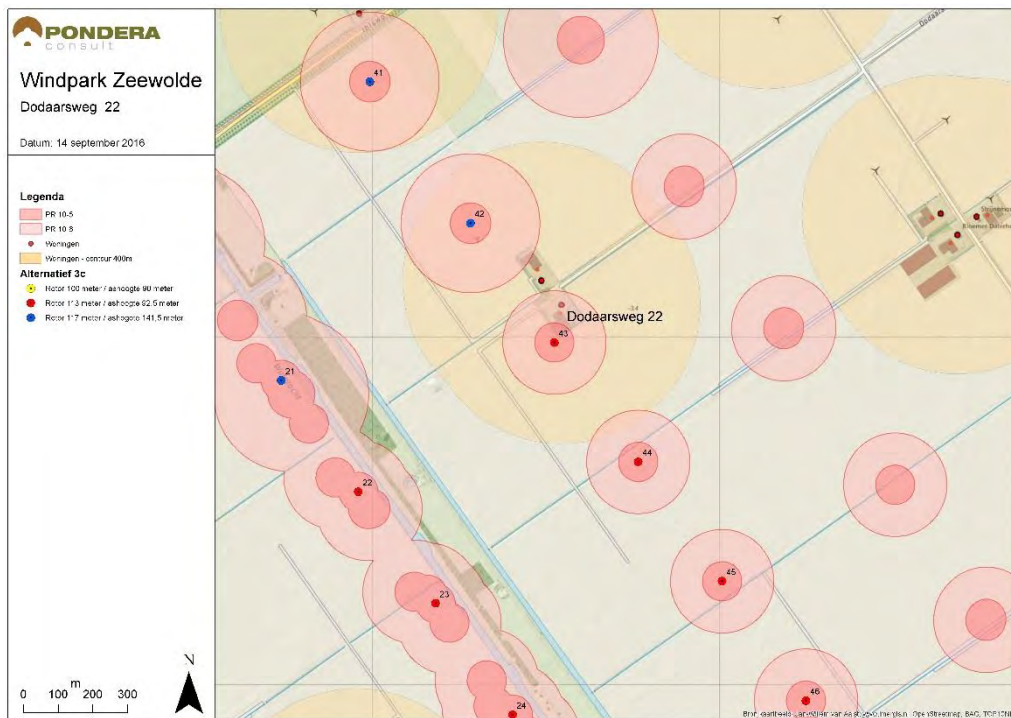 PONDERA
consult
Windpark Zeewolde
Dodaarsweg 22
Datum: 14 september 2016
Legenda
PR 10-5
PR 10-6
Woningen
Woningen - contour 400m
Alternatief 3c
Rotor 100 meter / ashoogte 90 meter
Rotor 113 meter / ashoogte 92,5 meter
Rotor 117 meter / ashoogte 141,5 meter
N
m
0 100 200 300
41
42
Dodaarsweg 22
43
21
44
22
45
23
46
24